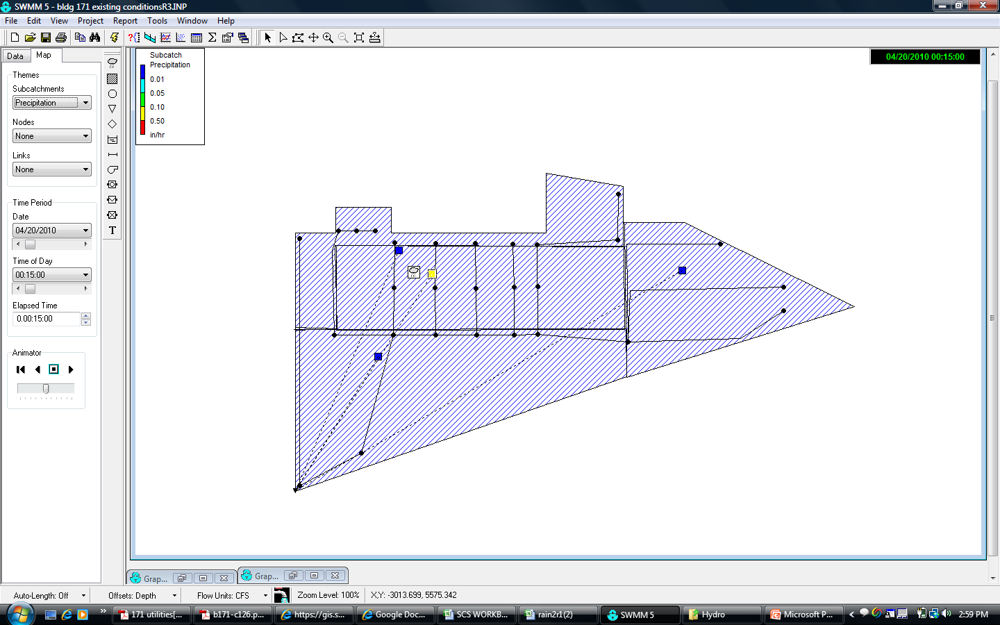 SWMM 5 - bldg 171 existing conditionsR3.INP
File Edit View Project Report Tools Window Help
Data Map
Themes
Subcatchments
Precipitation
Nodes
None
Links
None
Time Period
Date
04/20/2010
Time of Day
00:15:00
Elapsed Time
0.00:15:00
Animator
T
Subcatch
Precipitation
0.01
0.05
0.10
0.50
in/hr
04/20/2010 00:15:00
Grap...
Grap...
Auto-Length: Off Offsets: Depth Flow Units: CFS Zoom Level: 100% X,Y: -3013.699, 5575.342
171 utilities[... b171-c126.p... https://gis.s... Google Doc... SCS WORKB... rain2r1(2) SWMM 5 Hydro Microsoft P... 2:59 PM